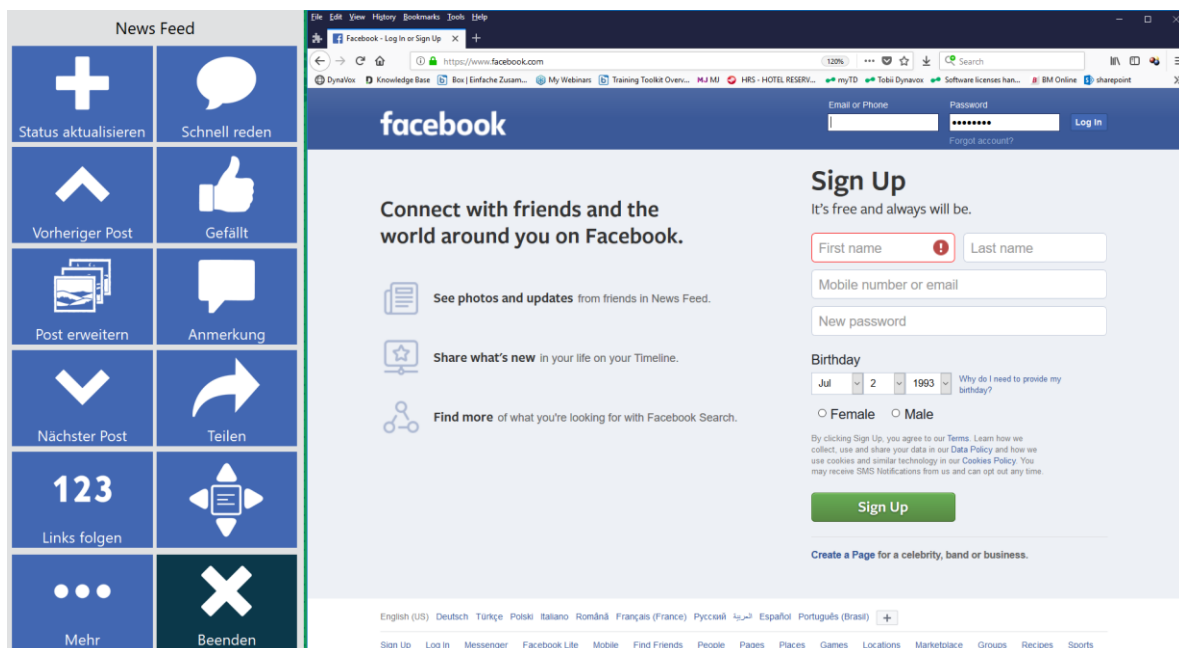 News Feed
Status aktualisieren
Schnell reden
Vorheriger Post
Gefällt
Post erweitern
Anmerkung
Nächster Post
Teilen
123
Links folgen
Mehr
Beenden
File Edit View History Bookmarks Tools Help
Facebook - Log In or Sign Up
https://www.facebook.com
120%
Search
DynaVox Knowledge Base Box | Einfache Zusam... My Webinars Training Toolkit Overv... MJ MJ HRS - HOTEL RESERV... myTD Tobii Dynavox Software licenses han... BM Online sharepoint
facebook
Email or Phone
Password
Log In
Forgot account?
Connect with friends and the
world around you on Facebook.
See photos and updates from friends in News Feed.
Share what's new in your life on your Timeline.
Find more of what you're looking for with Facebook Search.
Sign Up
It's free and always will be.
First name
Last name
Mobile number or email
New password
Birthday
Jul 2 1993
Why do I need to provide my
birthday?
Female Male
By clicking Sign Up, you agree to our Terms. Learn how we
collect, use and share your data in our Data Policy and how we
use cookies and similar technology in our Cookies Policy. You
may receive SMS Notifications from us and can opt out any time.
Sign Up
Create a Page for a celebrity, band or business.
English (US) Deutsch Türkçe Polski Italiano Română Français (France) Русский العربية Español Português (Brasil)
Sign Up Log In Messenger Facebook Lite Mobile Find Friends People Pages Places Games Locations Marketplace Groups Recipes Sports